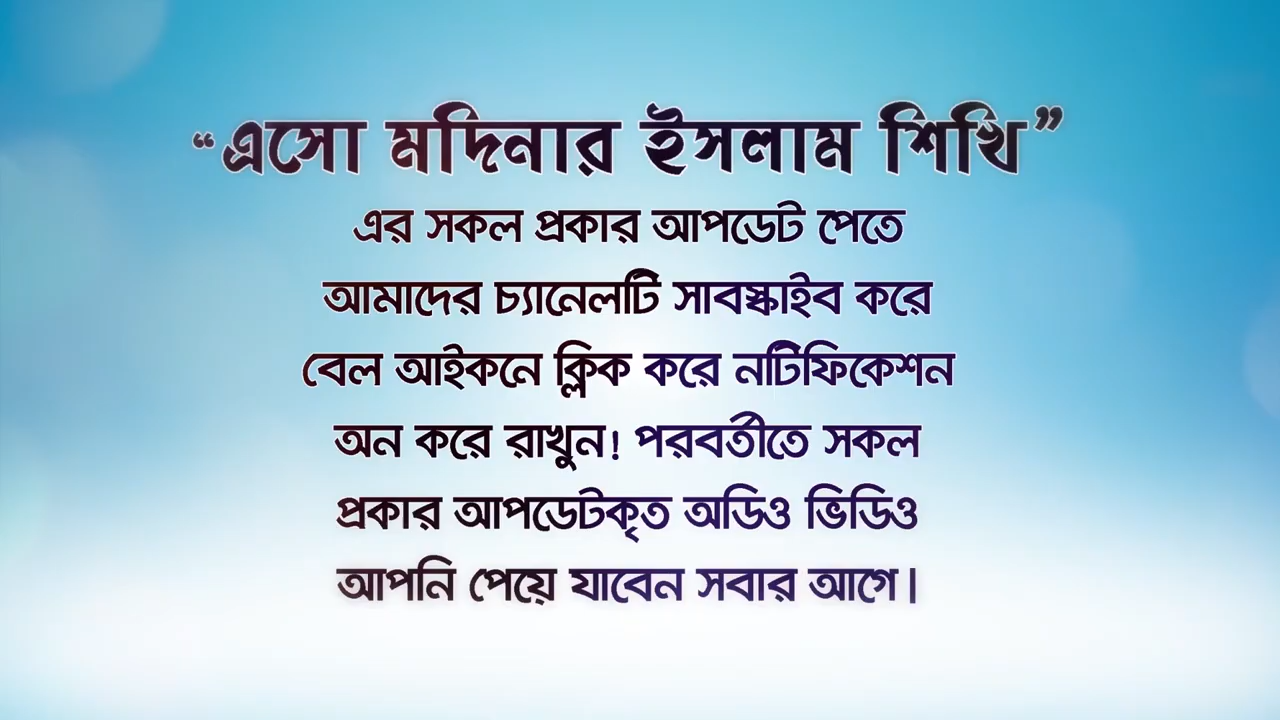 “এসো মদিনার ইসলাম শিখি”
এর সকল প্রকার আপডেট পেতে
আমাদের চ্যানেলটি সাবস্ক্রাইব করে
বেল আইকনে ক্লিক করে নটিফিকেশন
অন করে রাখুন! পরবর্তীতে সকল
প্রকার আপডেটকৃত অডিও ভিডিও
আপনি পেয়ে যাবেন সবার আগে।